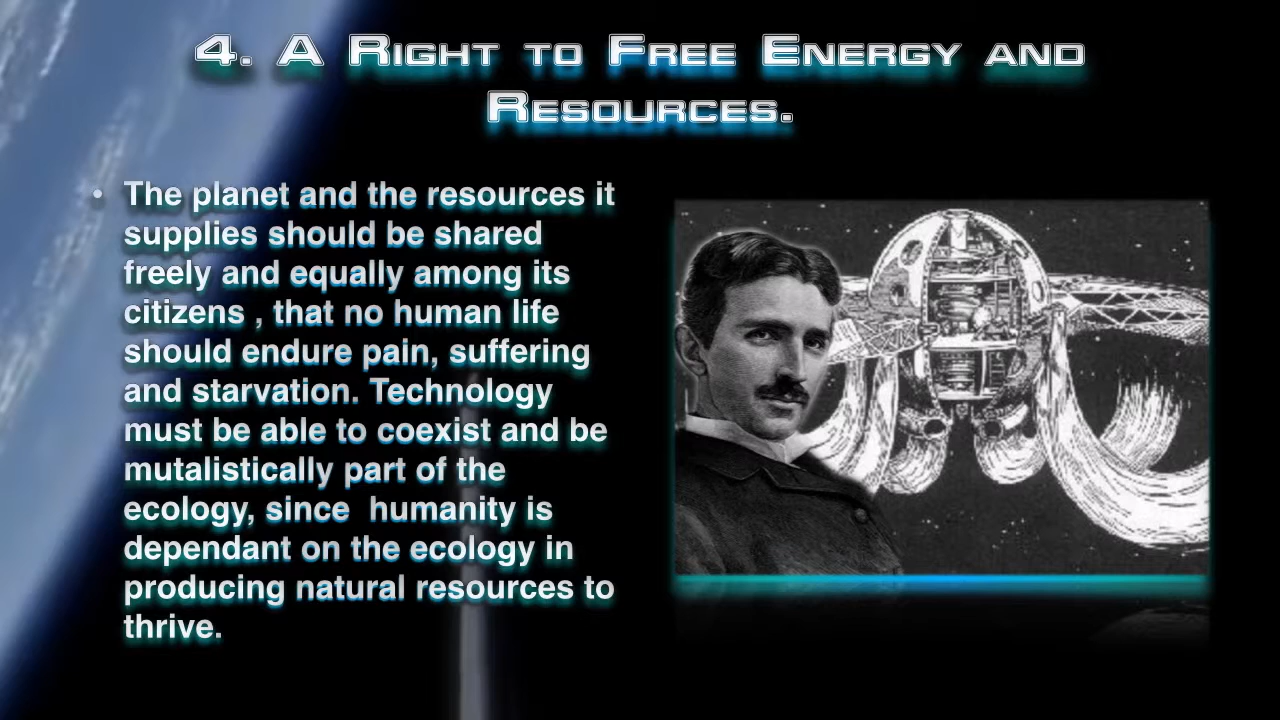 4. A Right to Free Energy and
Resources.
• The planet and the resources it
supplies should be shared
freely and equally among its
citizens , that no human life
should endure pain, suffering
and starvation. Technology
must be able to coexist and be
mutalistically part of the
ecology, since  humanity is
dependant on the ecology in
producing natural resources to
thrive.